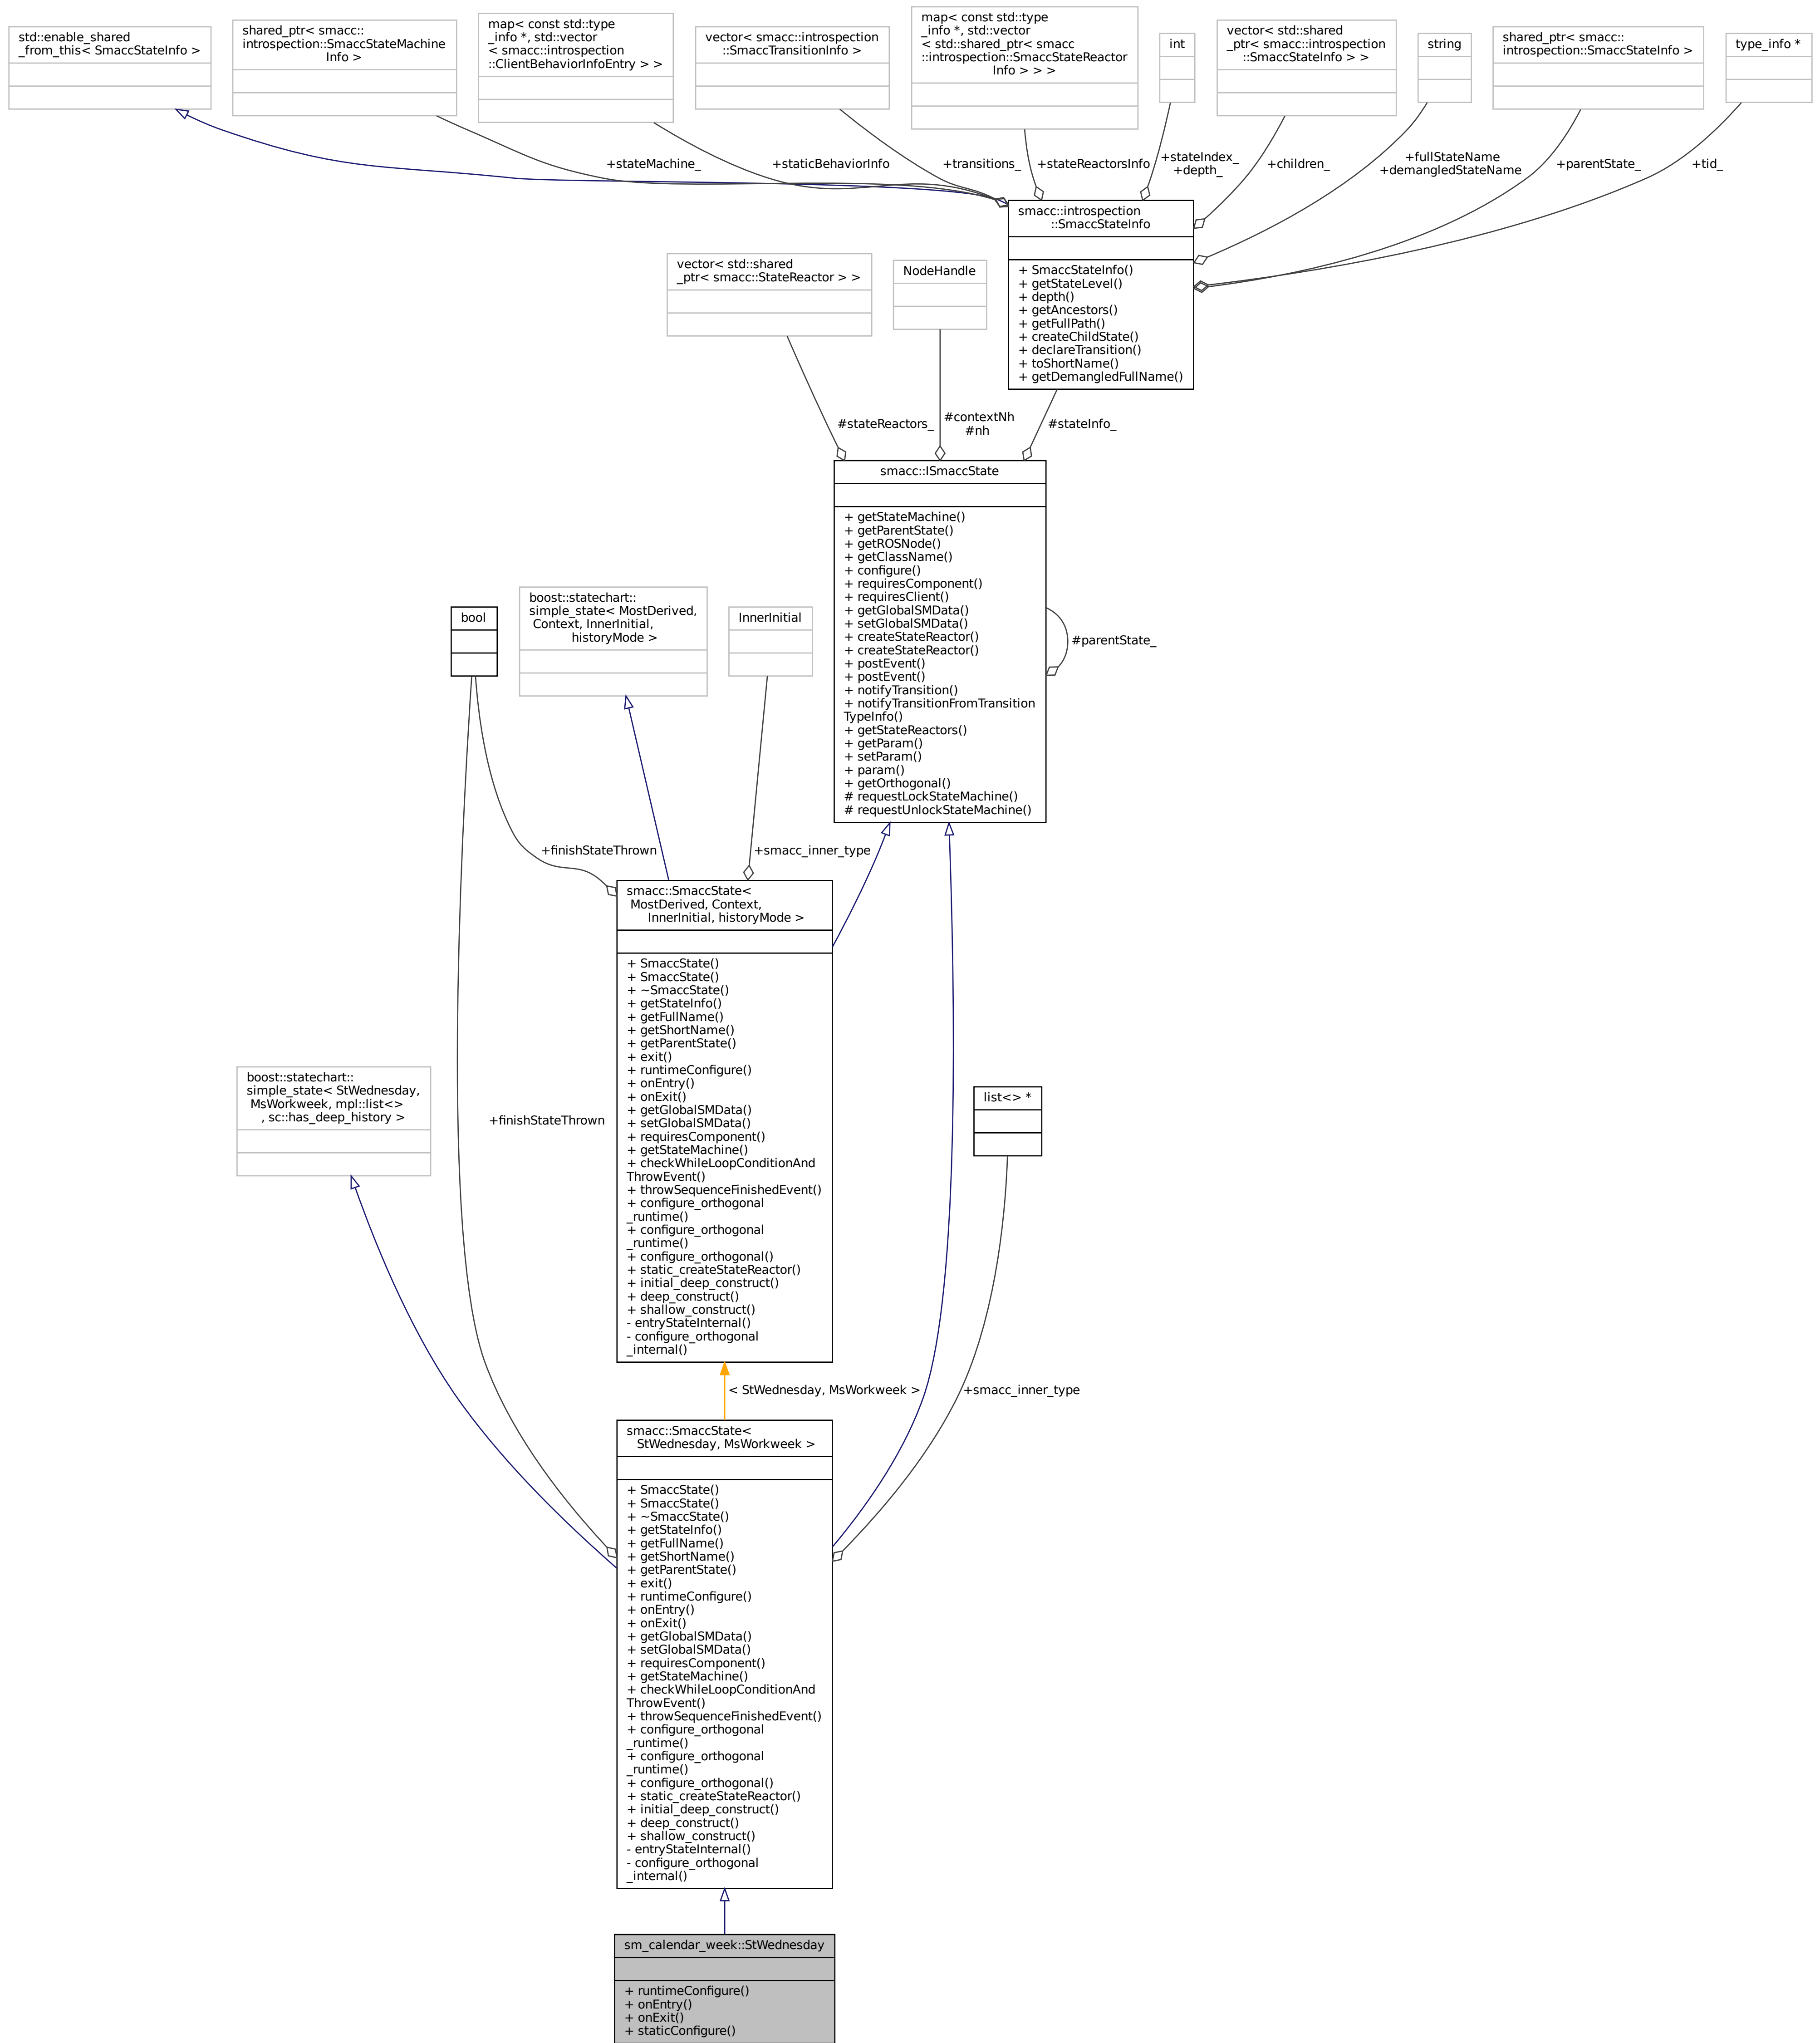 std::enable_shared
_from_this< SmaccStateInfo >
shared_ptr< smacc::
introspection::SmaccStateMachine
Info >
map< const std::type
_info *, std::vector
< smacc::introspection
::ClientBehaviorInfoEntry > >
vector< smacc::introspection
::SmaccTransitionInfo >
map< const std::type
_info *, std::vector
< std::shared_ptr< smacc
::introspection::SmaccStateReactor
Info > > >
int
vector< std::shared
_ptr< smacc::introspection
::SmaccStateInfo > >
string
shared_ptr< smacc::
introspection::SmaccStateInfo >
type_info *
+stateMachine_
+staticBehaviorInfo
+transitions_
+stateReactorsInfo
+stateIndex_
+depth_
+children_
+fullStateName
+demangledStateName
+parentState_
+tid_
smacc::introspection
::SmaccStateInfo
+ SmaccStateInfo()
+ getStateLevel()
+ depth()
+ getAncestors()
+ getFullPath()
+ createChildState()
+ declareTransition()
+ toShortName()
+ getDemangledFullName()
vector< std::shared
_ptr< smacc::StateReactor > >
NodeHandle
#stateReactors_
#contextNh
#nh
#stateInfo_
smacc::ISmaccState
+ getStateMachine()
+ getParentState()
+ getROSNode()
+ getClassName()
+ configure()
+ requiresComponent()
+ requiresClient()
+ getGlobalSMData()
+ setGlobalSMData()
+ createStateReactor()
+ createStateReactor()
+ postEvent()
+ postEvent()
+ notifyTransition()
+ notifyTransitionFromTransition
TypeInfo()
+ getStateReactors()
+ getParam()
+ setParam()
+ param()
+ getOrthogonal()
# requestLockStateMachine()
# requestUnlockStateMachine()
#parentState_
bool
boost::statechart::
simple_state< MostDerived,
Context, InnerInitial,
historyMode >
InnerInitial
+finishStateThrown
+smacc_inner_type
smacc::SmaccState<
MostDerived, Context,
InnerInitial, historyMode >
+ SmaccState()
+ SmaccState()
+ ~SmaccState()
+ getStateInfo()
+ getFullName()
+ getShortName()
+ getParentState()
+ exit()
+ runtimeConfigure()
+ onEntry()
+ onExit()
+ getGlobalSMData()
+ setGlobalSMData()
+ requiresComponent()
+ getStateMachine()
+ checkWhileLoopConditionAnd
ThrowEvent()
+ throwSequenceFinishedEvent()
+ configure_orthogonal
_runtime()
+ configure_orthogonal
_runtime()
+ configure_orthogonal()
+ static_createStateReactor()
+ initial_deep_construct()
+ deep_construct()
+ shallow_construct()
- entryStateInternal()
- configure_orthogonal
_internal()
boost::statechart::
simple_state< StWednesday,
MsWorkweek, mpl::list<>
, sc::has_deep_history >
+finishStateThrown
list<> *
< StWednesday, MsWorkweek >
+smacc_inner_type
smacc::SmaccState<
StWednesday, MsWorkweek >
+ SmaccState()
+ SmaccState()
+ ~SmaccState()
+ getStateInfo()
+ getFullName()
+ getShortName()
+ getParentState()
+ exit()
+ runtimeConfigure()
+ onEntry()
+ onExit()
+ getGlobalSMData()
+ setGlobalSMData()
+ requiresComponent()
+ getStateMachine()
+ checkWhileLoopConditionAnd
ThrowEvent()
+ throwSequenceFinishedEvent()
+ configure_orthogonal
_runtime()
+ configure_orthogonal
_runtime()
+ configure_orthogonal()
+ static_createStateReactor()
+ initial_deep_construct()
+ deep_construct()
+ shallow_construct()
- entryStateInternal()
- configure_orthogonal
_internal()
sm_calendar_week::StWednesday
+ runtimeConfigure()
+ onEntry()
+ onExit()
+ staticConfigure()